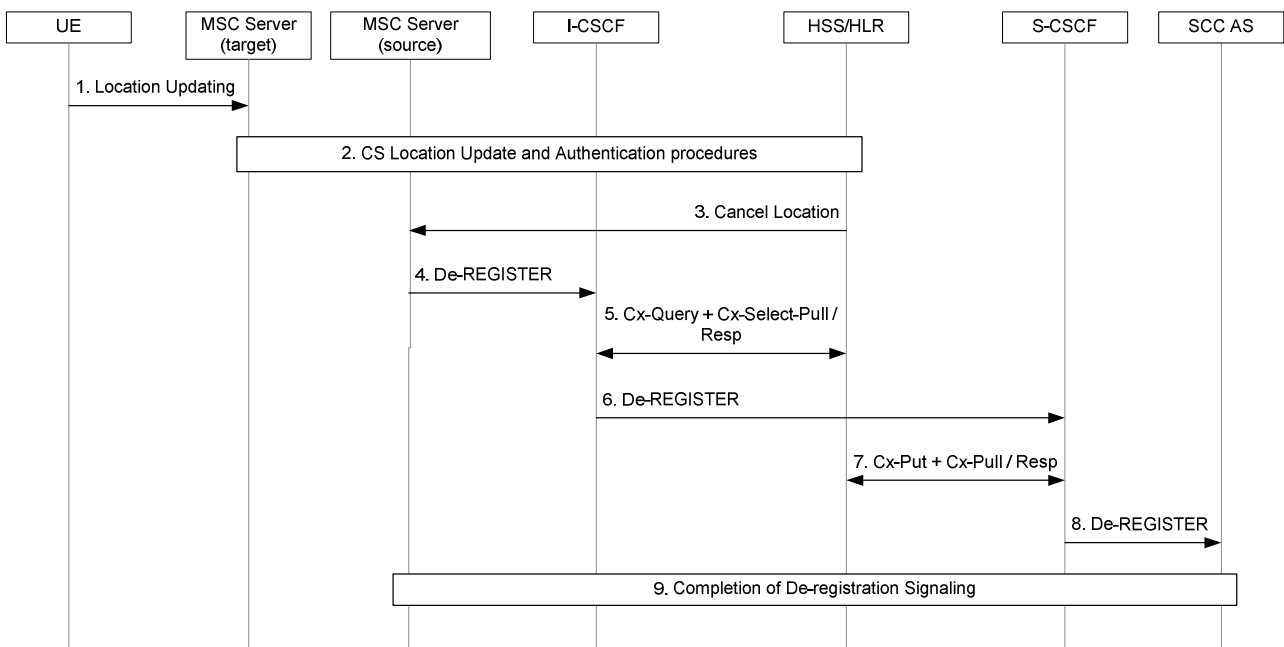 UE
MSC Server
(target)
MSC Server
(source)
I-CSCF
HSS/HLR
S-CSCF
SCC AS
1. Location Updating
2. CS Location Update and Authentication procedures
3. Cancel Location
4. De-REGISTER
5. Cx-Query + Cx-Select-Pull /
Resp
6. De-REGISTER
7. Cx-Put + Cx-Pull / Resp
8. De-REGISTER
9. Completion of De-registration Signaling